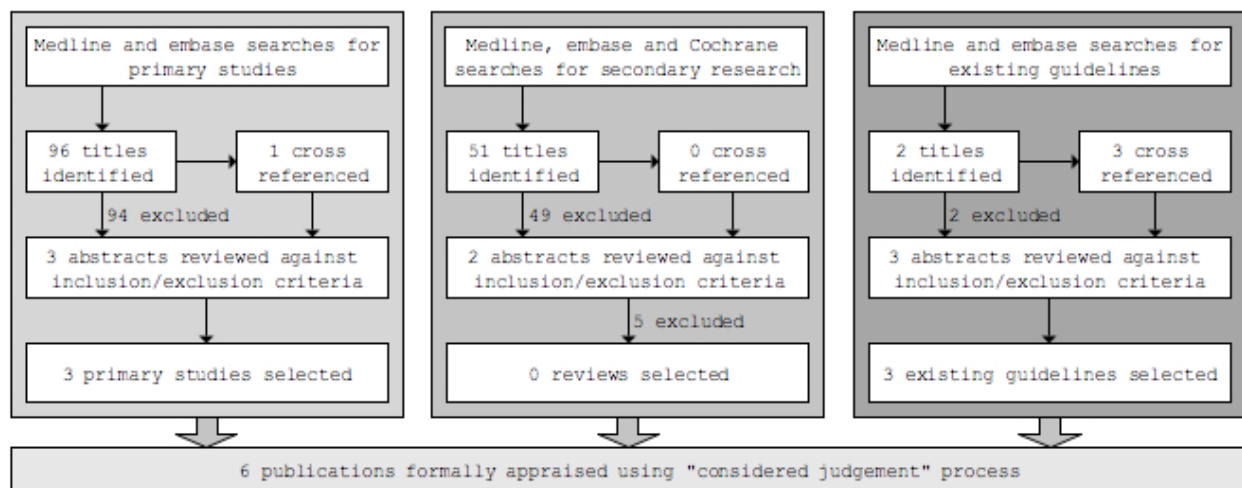 Medline and embase searches for
primary studies
96 titles
identified
1 cross
referenced
94 excluded
3 abstracts reviewed against
inclusion/exclusion criteria
3 primary studies selected
Medline, embase and Cochrane
searches for secondary research
51 titles
identified
0 cross
referenced
49 excluded
2 abstracts reviewed against
inclusion/exclusion criteria
5 excluded
0 reviews selected
Medline and embase searches for
existing guidelines
2 titles
identified
3 cross
referenced
2 excluded
3 abstracts reviewed against
inclusion/exclusion criteria
3 existing guidelines selected
6 publications formally appraised using "considered judgement" process